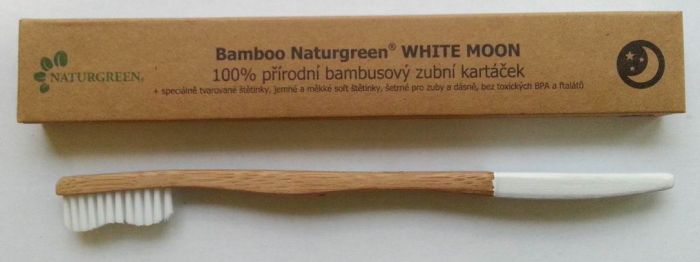 NATURGREEN®
Bamboo Naturgreen® WHITE MOON
100% přírodní bambusový zubní kartáček
+ speciálně tvarované štětinky, jemné a měkké soft štětinky, šetrné pro zuby a dásně, bez toxických BPA a ftalátů